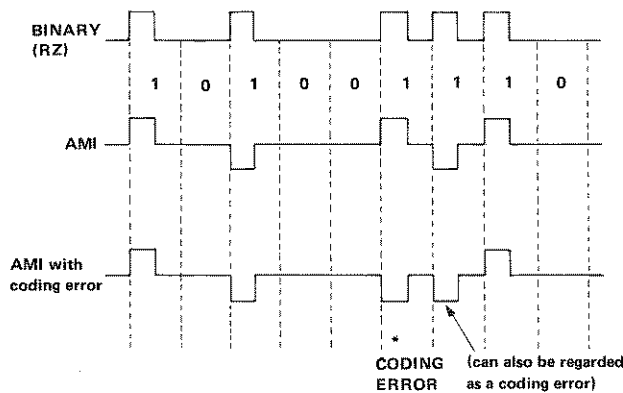 BINARY
(RZ)
1 0 1 0 0 1 1 1 0
AMI
AMI with
coding error
*
CODING
ERROR
(can also be regarded
as a coding error)